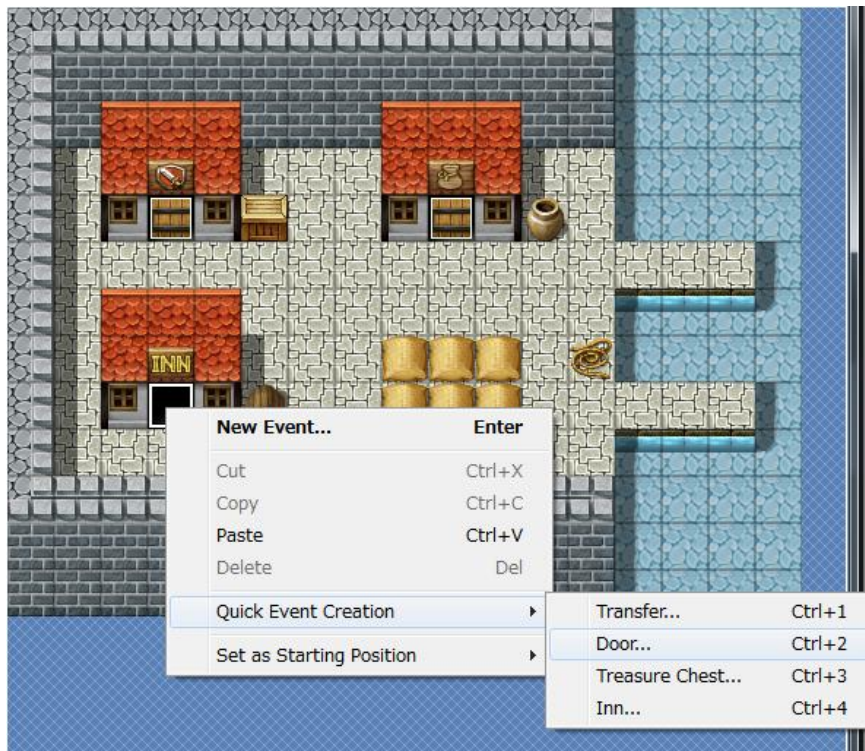 INN
New Event... Enter
Cut Ctrl+X
Copy Ctrl+C
Paste Ctrl+V
Delete Del
Quick Event Creation
Set as Starting Position
Transfer... Ctrl+1
Door... Ctrl+2
Treasure Chest... Ctrl+3
Inn... Ctrl+4